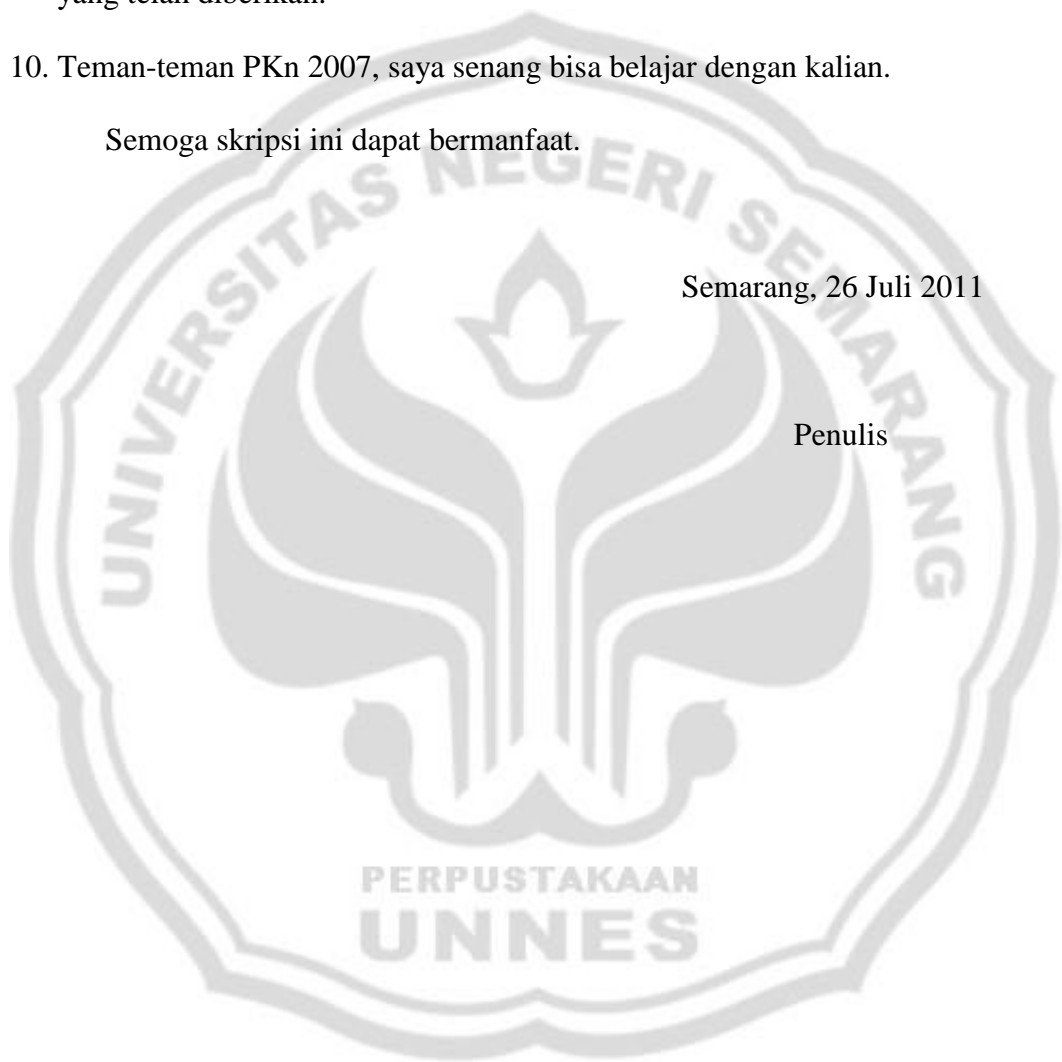 yang telah diberikan.
10. Teman-teman PKn 2007, saya senang bisa belajar dengan kalian.
Semoga skripsi ini dapat bermanfaat.
Semarang, 26 Juli 2011
Penulis
UNIVERSITAS NEGERI SEMARANG
PERPUSTAKAAN
UNNES